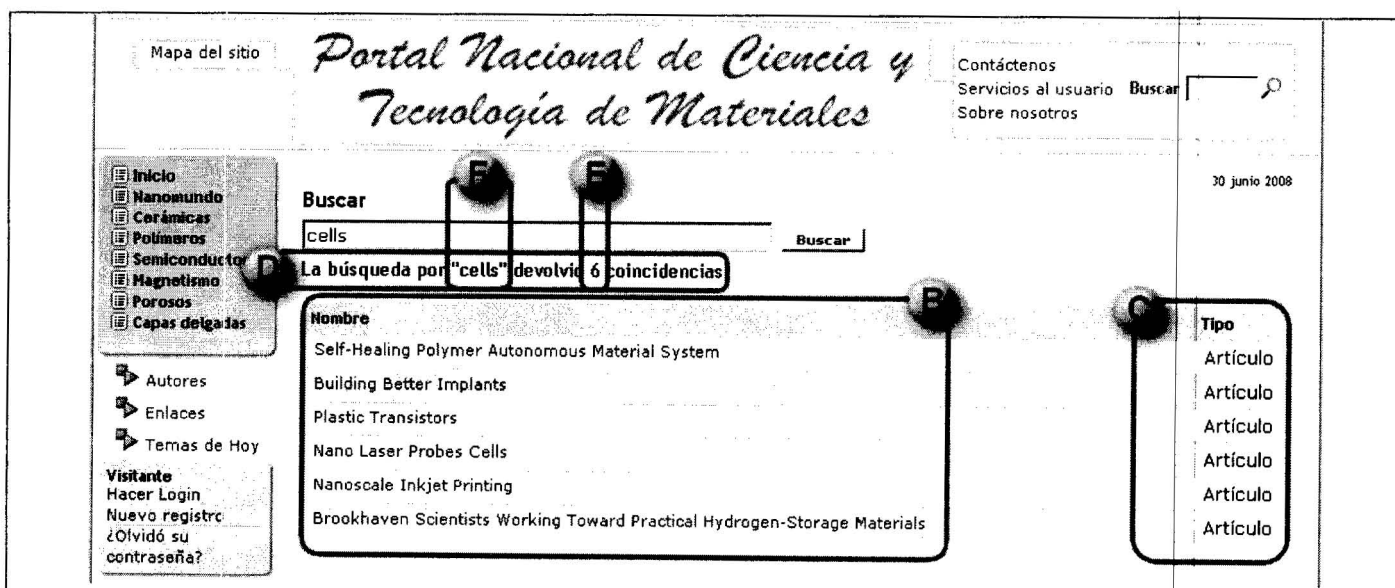 Mapa del sitio
Portal Nacional de Ciencia y
Tecnología de Materiales
Contáctenos
Servicios al usuario Buscar
Sobre nosotros
30 junio 2008
Inicio
Nanomundo
Cerámicas
Polímeros
Semiconducto
Magnetismo
Porosos
Capas delgadas
Autores
Enlaces
Temas de Hoy
Visitante
Hacer Login
Nuevo registro
¿Olvidó su
contraseña?
E
Buscar
cells
Buscar
D
La búsqueda por "cells" devolvió 6 coincidencias
B
C
Nombre Tipo
Self-Healing Polymer Autonomous Material System Artículo
Building Better Implants Artículo
Plastic Transistors Artículo
Nano Laser Probes Cells Artículo
Nanoscale Inkjet Printing Artículo
Brookhaven Scientists Working Toward Practical Hydrogen-Storage Materials Artículo